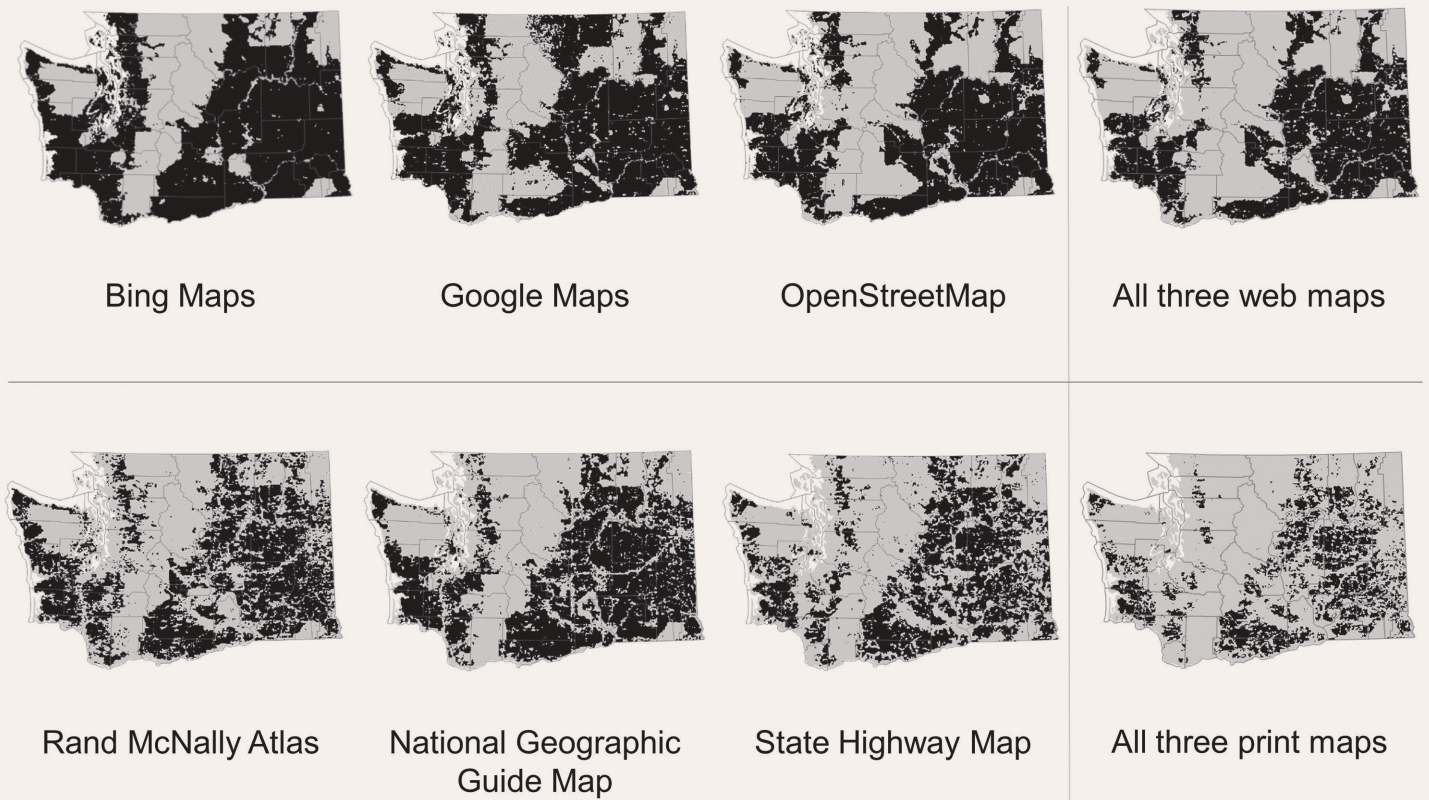 Bing Maps
Google Maps
OpenStreetMap
All three web maps
Rand McNally Atlas
National Geographic
Guide Map
State Highway Map
All three print maps